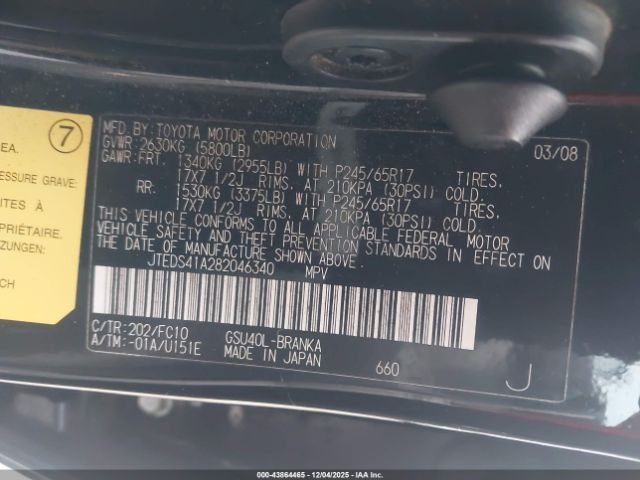 7
EA.
ESSURE GRAVE:
ITES À
PRIÉTAIRE.
ZUNGEN:
CH
MFD. BY: TOYOTA MOTOR CORPORATION 03/08
GVWR: 2630KG (5800LB)
GAWR: FRT. 1340KG (2955LB) WITH P245/65R17 TIRES,
17X7 1/2J RIMS, AT 210KPA (30PSI) COLD.
RR. 1530KG (3375LB) WITH P245/65R17 TIRES,
17X7 1/2J RIMS, AT 210KPA (30PSI) COLD.
THIS VEHICLE CONFORMS TO ALL APPLICABLE FEDERAL MOTOR
VEHICLE SAFETY AND THEFT PREVENTION STANDARDS IN EFFECT ON
THE DATE OF MANUFACTURE SHOWN ABOVE.
JTEDS41A282046340 MPV
C/TR: 202/FC10 GSU40L-BRANKA
A/TM: -01A/U151E MADE IN JAPAN 660 J
000-43864465 - 12/04/2025 - IAAI.CA